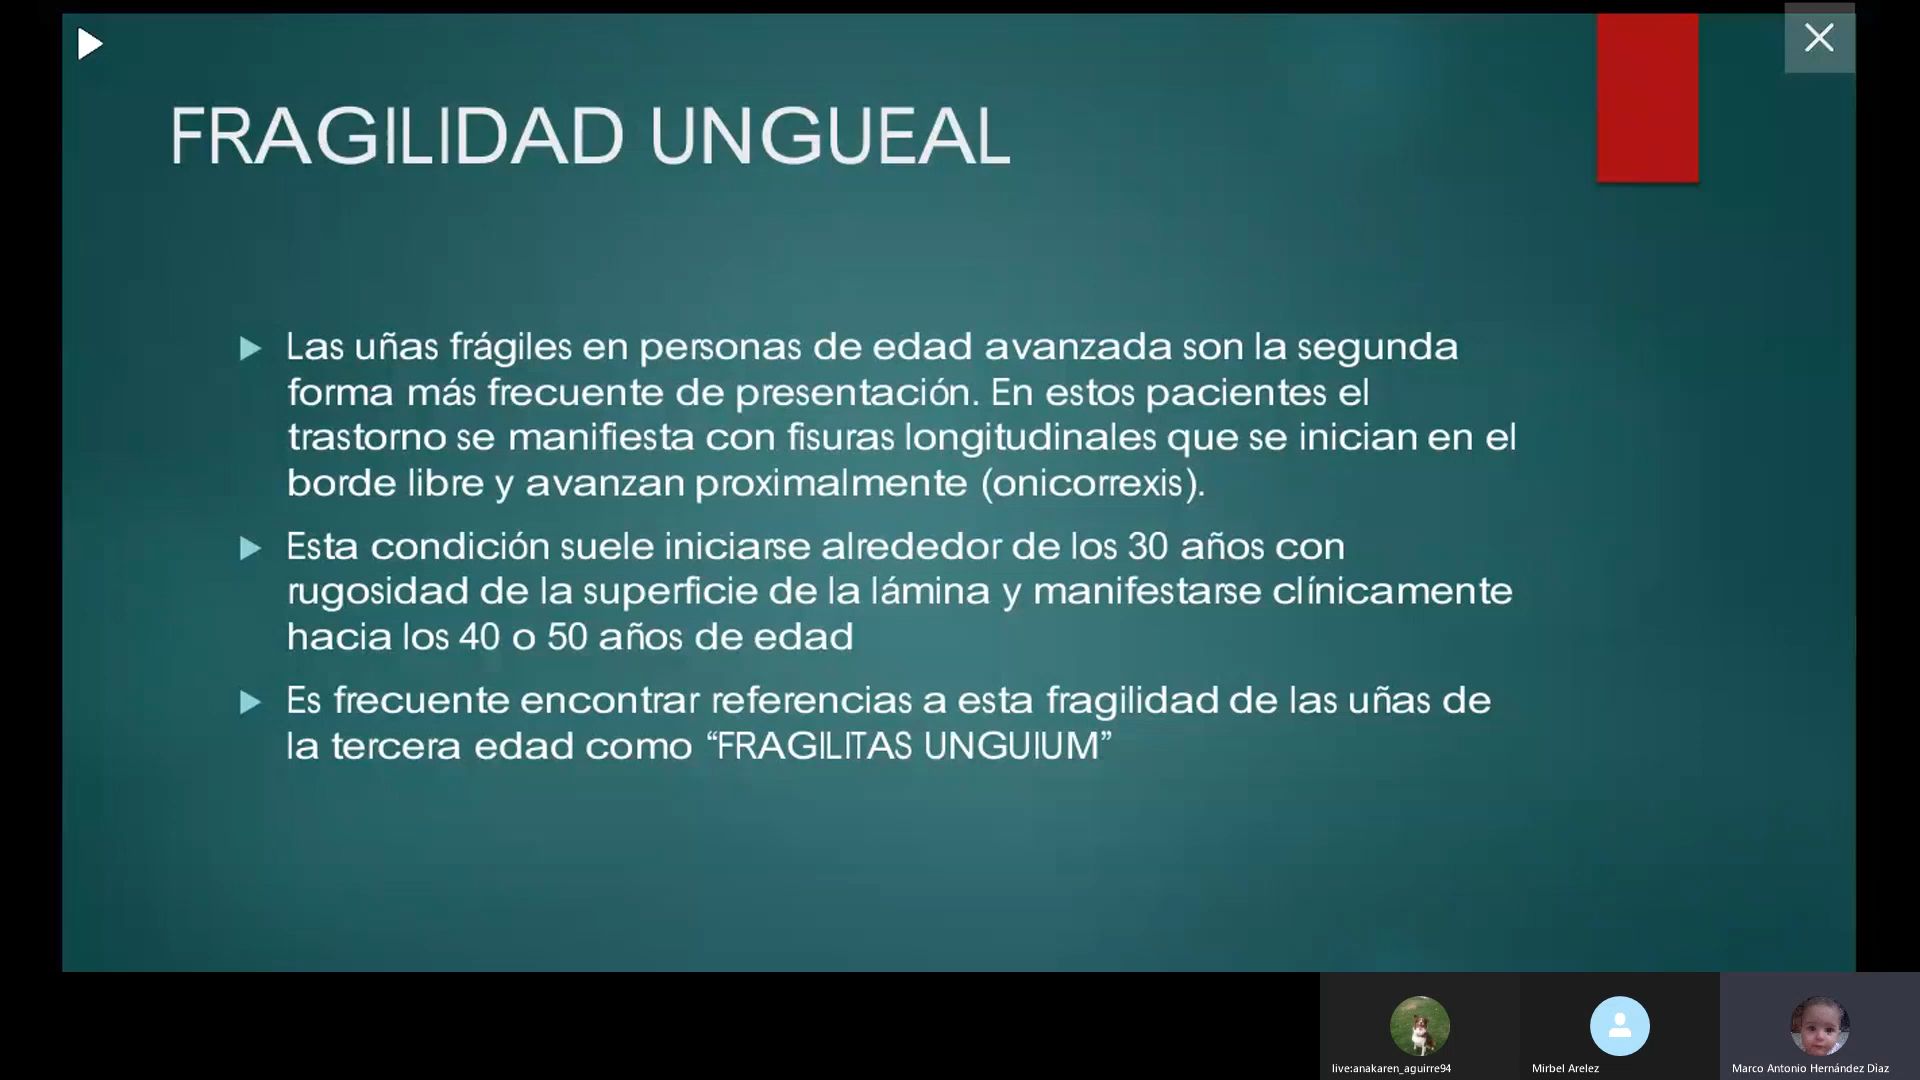 FRAGILIDAD UNGUEAL
Las uñas frágiles en personas de edad avanzada son la segunda
forma más frecuente de presentación. En estos pacientes el
trastorno se manifiesta con fisuras longitudinales que se inician en el
borde libre y avanzan proximalmente (onicorrexis).
Esta condición suele iniciarse alrededor de los 30 años con
rugosidad de la superficie de la lámina y manifestarse clínicamente
hacia los 40 o 50 años de edad
Es frecuente encontrar referencias a esta fragilidad de las uñas de
la tercera edad como “FRAGILITAS UNGUIUM”
live:anakaren_aguirre94
Mirbel Arelez
Marco Antonio Hernández Dìaz